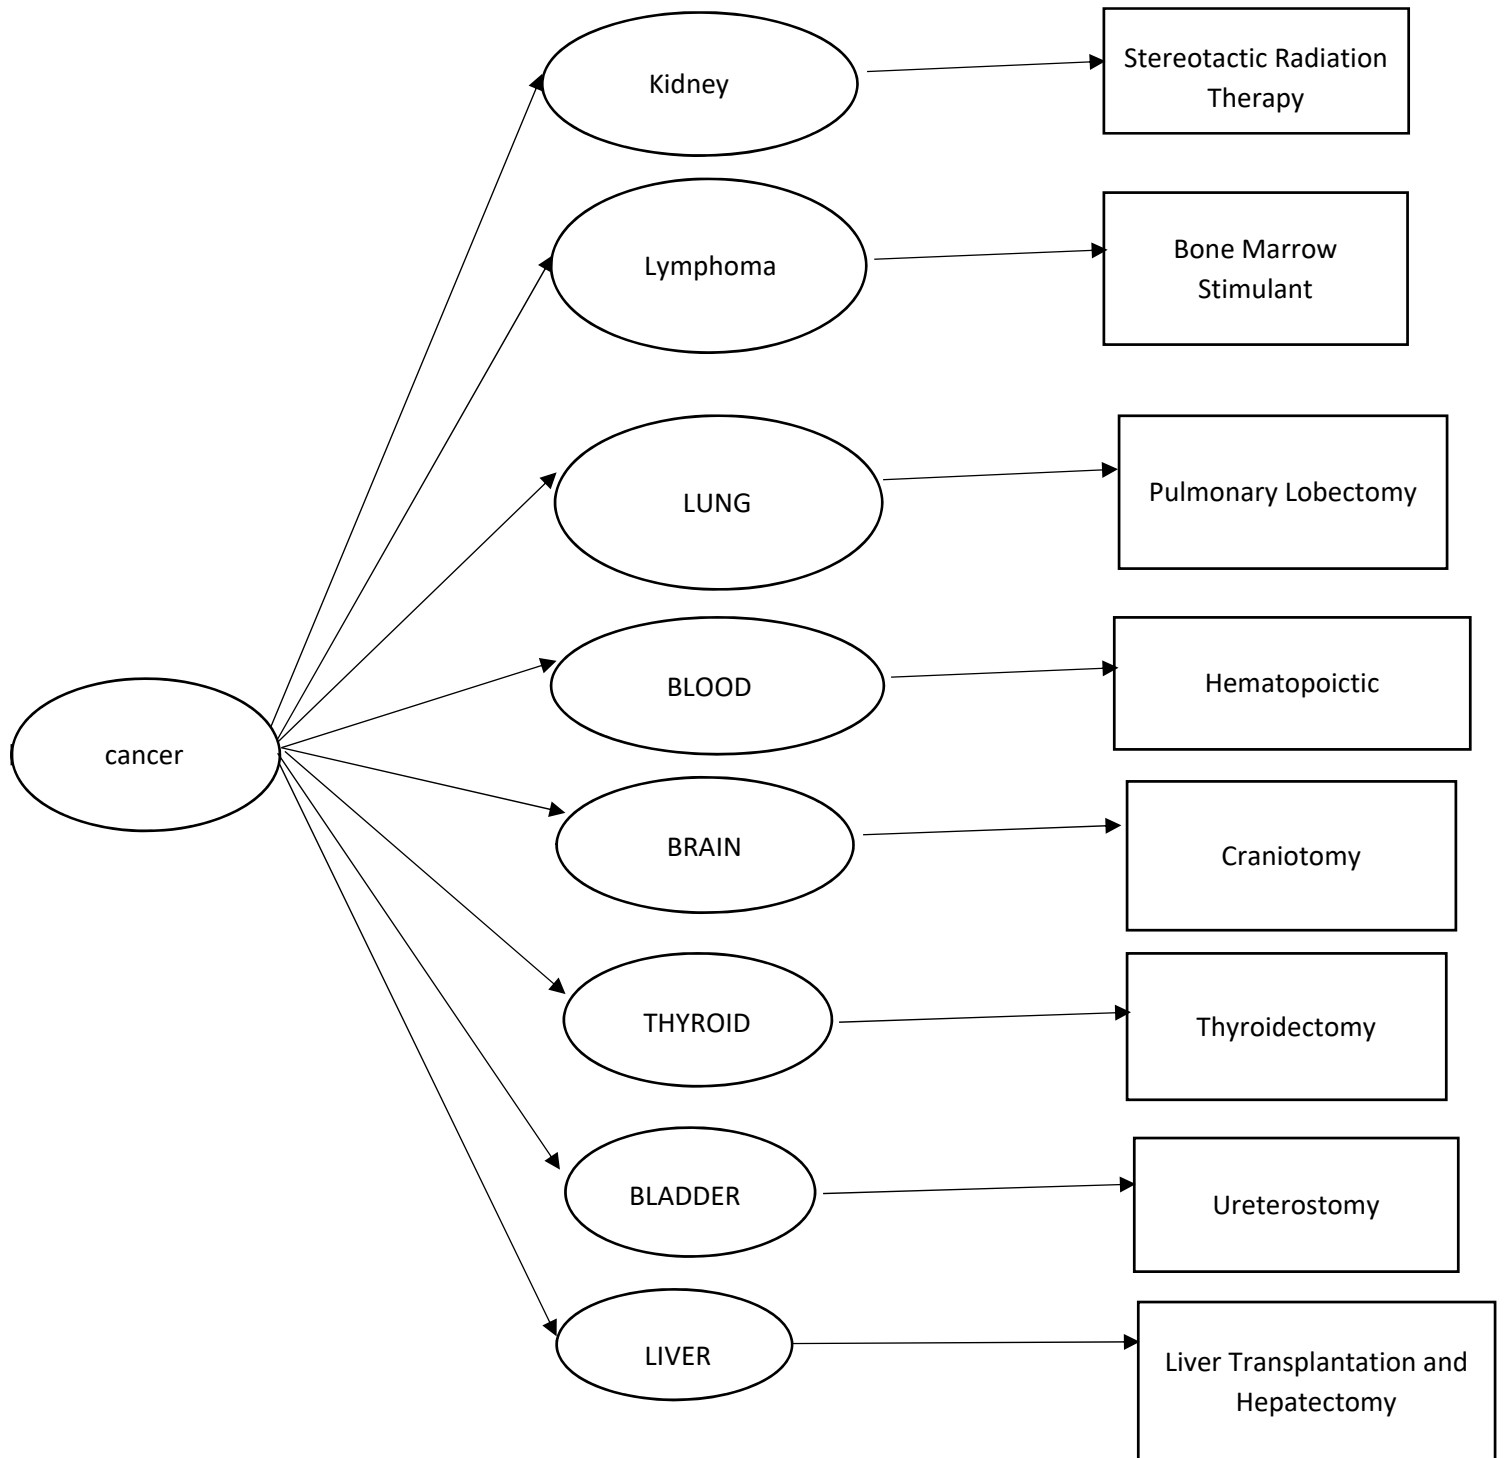 Kidney
Stereotactic Radiation
Therapy
Lymphoma
Bone Marrow
Stimulant
LUNG
Pulmonary Lobectomy
BLOOD
Hematopoictic
cancer
BRAIN
Craniotomy
THYROID
Thyroidectomy
BLADDER
Ureterostomy
LIVER
Liver Transplantation and
Hepatectomy